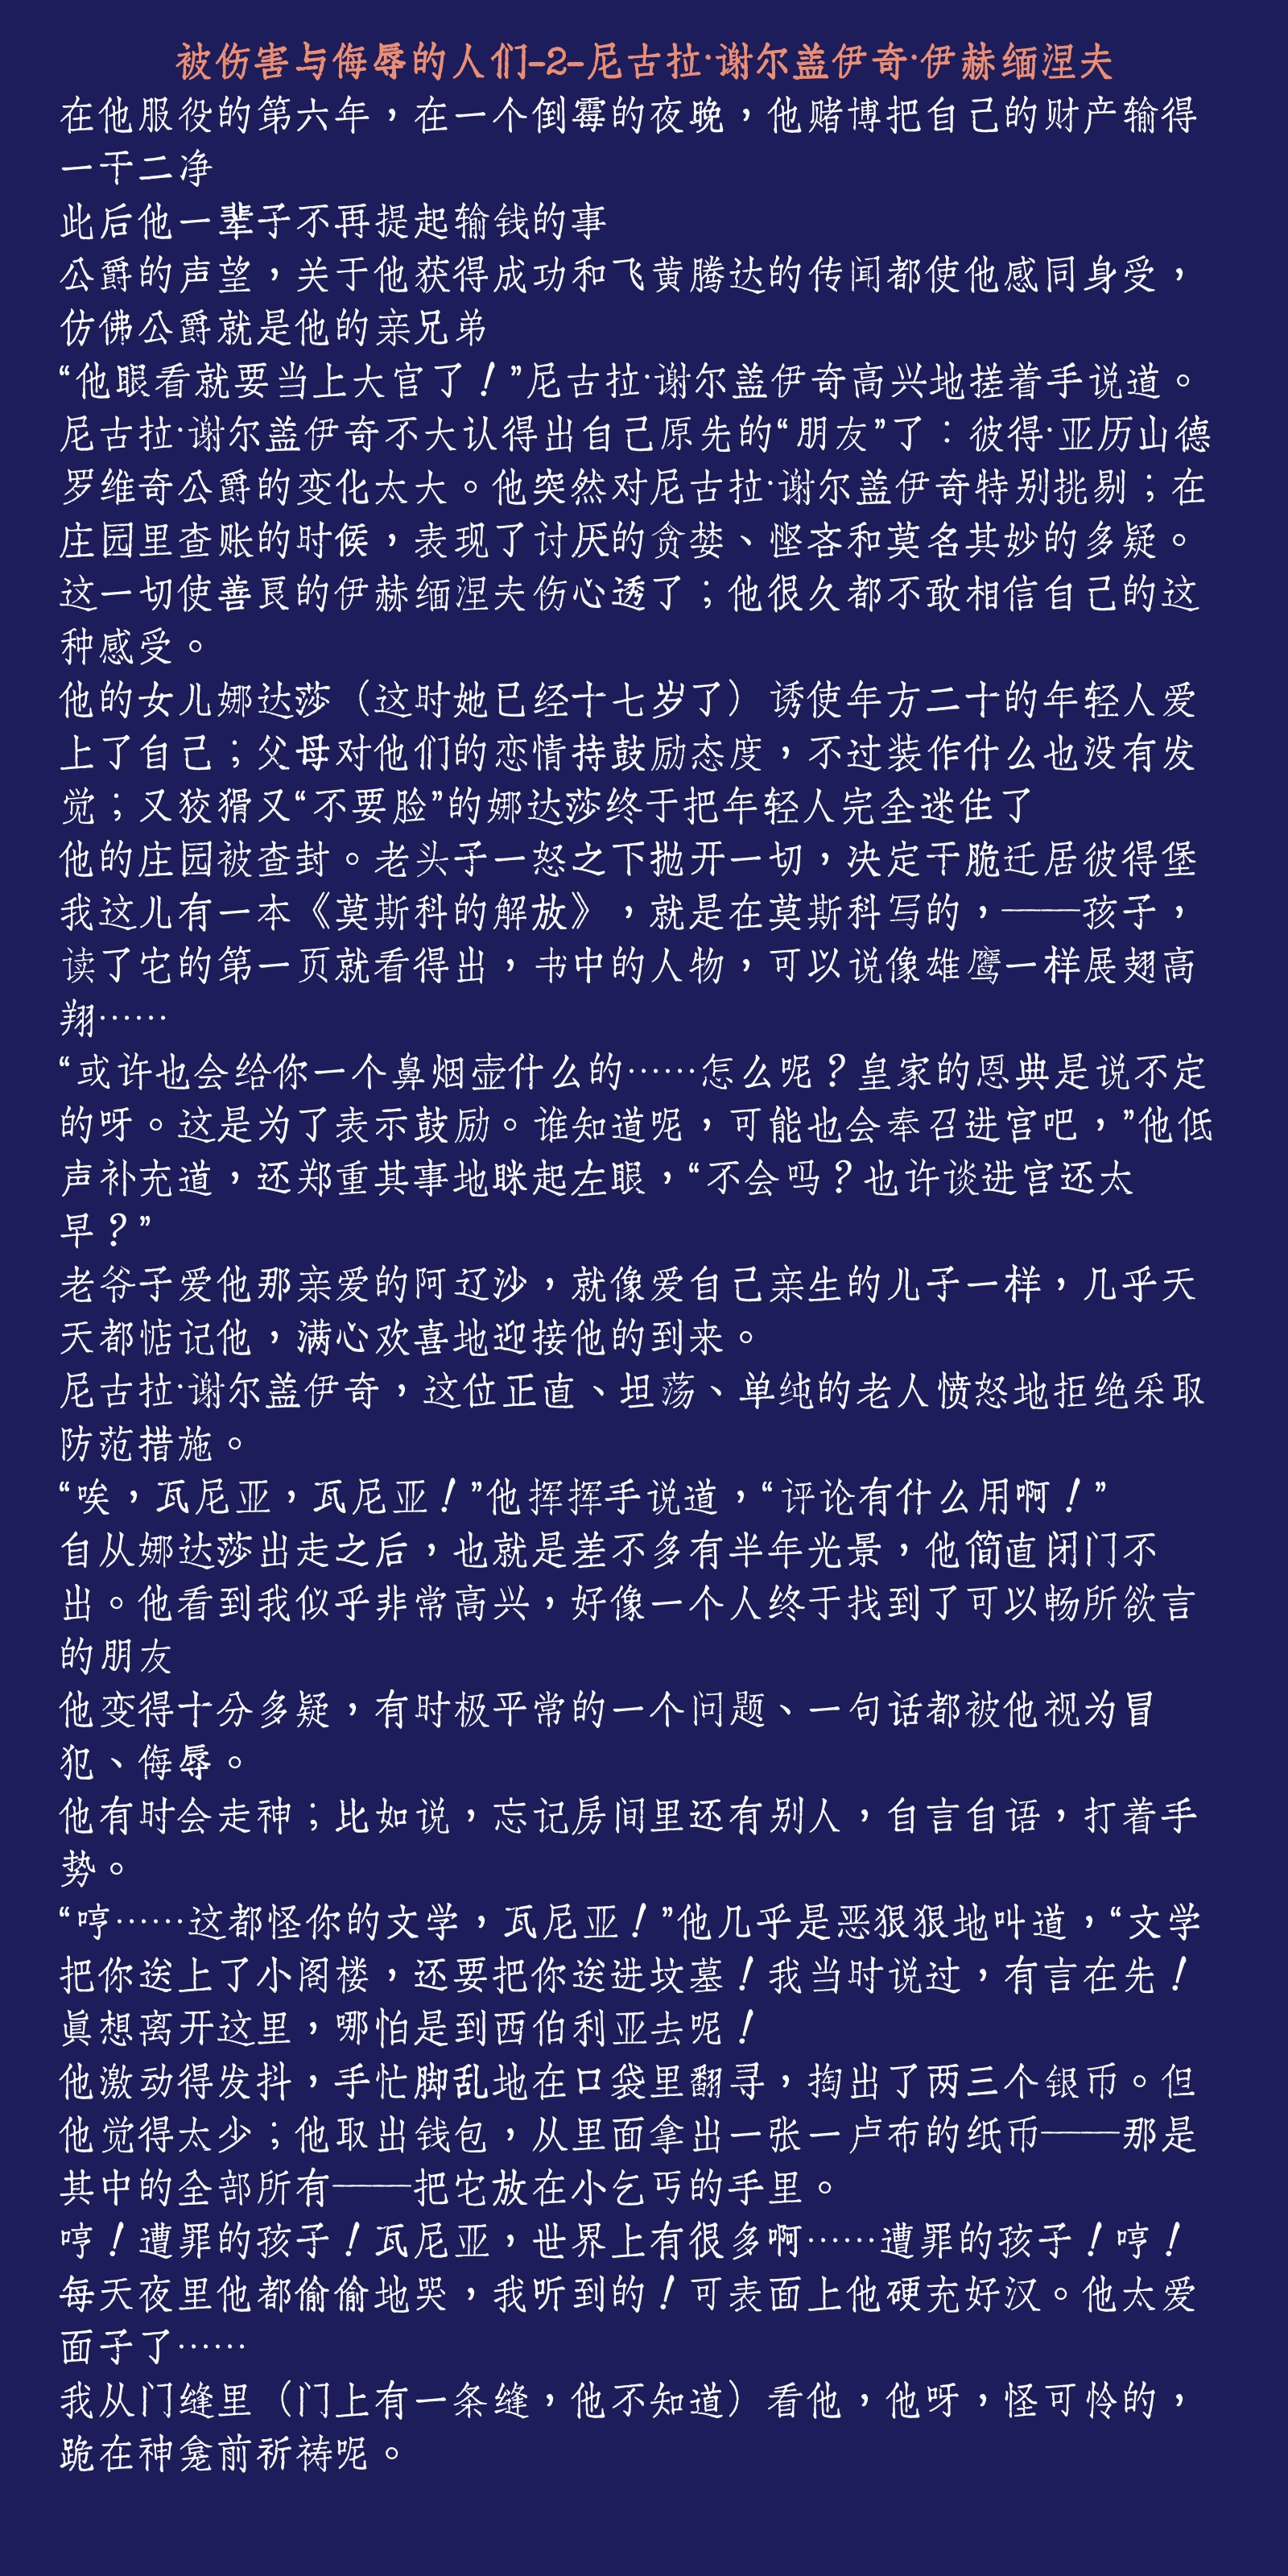 被伤害与侮辱的人们-2-尼古拉·谢尔盖伊奇·伊赫缅涅夫
在他服役的第六年，在一个倒霉的夜晚，他赌博把自己的财产输得
一干二净
此后他一辈子不再提起输钱的事
公爵的声望，关于他获得成功和飞黄腾达的传闻都使他感同身受，
仿佛公爵就是他的亲兄弟
“他眼看就要当上大官了！”尼古拉·谢尔盖伊奇高兴地搓着手说道。
尼古拉·谢尔盖伊奇不大认得出自己原先的“朋友”了：彼得·亚历山德
罗维奇公爵的变化太大。他突然对尼古拉·谢尔盖伊奇特别挑剔；在
庄园里查账的时候，表现了讨厌的贪婪、悭吝和莫名其妙的多疑。
这一切使善良的伊赫缅涅夫伤心透了；他很久都不敢相信自己的这
种感受。
他的女儿娜达莎（这时她已经十七岁了）诱使年方二十的年轻人爱
上了自己；父母对他们的恋情持鼓励态度，不过装作什么也没有发
觉；又狡猾又“不要脸”的娜达莎终于把年轻人完全迷住了
他的庄园被查封。老头子一怒之下抛开一切，决定干脆迁居彼得堡
我这儿有一本《莫斯科的解放》，就是在莫斯科写的，——孩子，
读了它的第一页就看得出，书中的人物，可以说像雄鹰一样展翅高
翔……
“或许也会给你一个鼻烟壶什么的……怎么呢？皇家的恩典是说不定
的呀。这是为了表示鼓励。谁知道呢，可能也会奉召进宫吧，”他低
声补充道，还郑重其事地眯起左眼，“不会吗？也许谈进宫还太
早？”
老爷子爱他那亲爱的阿辽沙，就像爱自己亲生的儿子一样，几乎天
天都惦记他，满心欢喜地迎接他的到来。
尼古拉·谢尔盖伊奇，这位正直、坦荡、单纯的老人愤怒地拒绝采取
防范措施。
“唉，瓦尼亚，瓦尼亚！”他挥挥手说道，“评论有什么用啊！”
自从娜达莎出走之后，也就是差不多有半年光景，他简直闭门不
出。他看到我似乎非常高兴，好像一个人终于找到了可以畅所欲言
的朋友
他变得十分多疑，有时极平常的一个问题、一句话都被他视为冒
犯、侮辱。
他有时会走神；比如说，忘记房间里还有别人，自言自语，打着手
势。
“哼……这都怪你的文学，瓦尼亚！”他几乎是恶狠狠地叫道，“文学
把你送上了小阁楼，还要把你送进坟墓！我当时说过，有言在先！
真想离开这里，哪怕是到西伯利亚去呢！
他激动得发抖，手忙脚乱地在口袋里翻寻，掏出了两三个银币。但
他觉得太少；他取出钱包，从里面拿出一张一卢布的纸币——那是
其中的全部所有——把它放在小乞丐的手里。
哼！遭罪的孩子！瓦尼亚，世界上有很多啊……遭罪的孩子！哼！
每天夜里他都偷偷地哭，我听到的！可表面上他硬充好汉。他太爱
面子了……
我从门缝里（门上有一条缝，他不知道）看他，他呀，怪可怜的，
跪在神龛前祈祷呢。